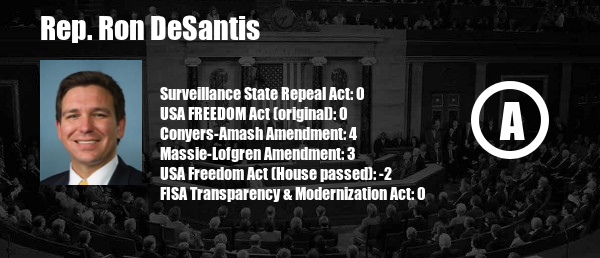 Rep. Ron DeSantis
Surveillance State Repeal Act: 0
USA FREEDOM Act (original): 0
Conyers-Amash Amendment: 4
Massie-Lofgren Amendment: 3
USA Freedom Act (House passed): -2
FISA Transparency & Modernization Act: 0
A